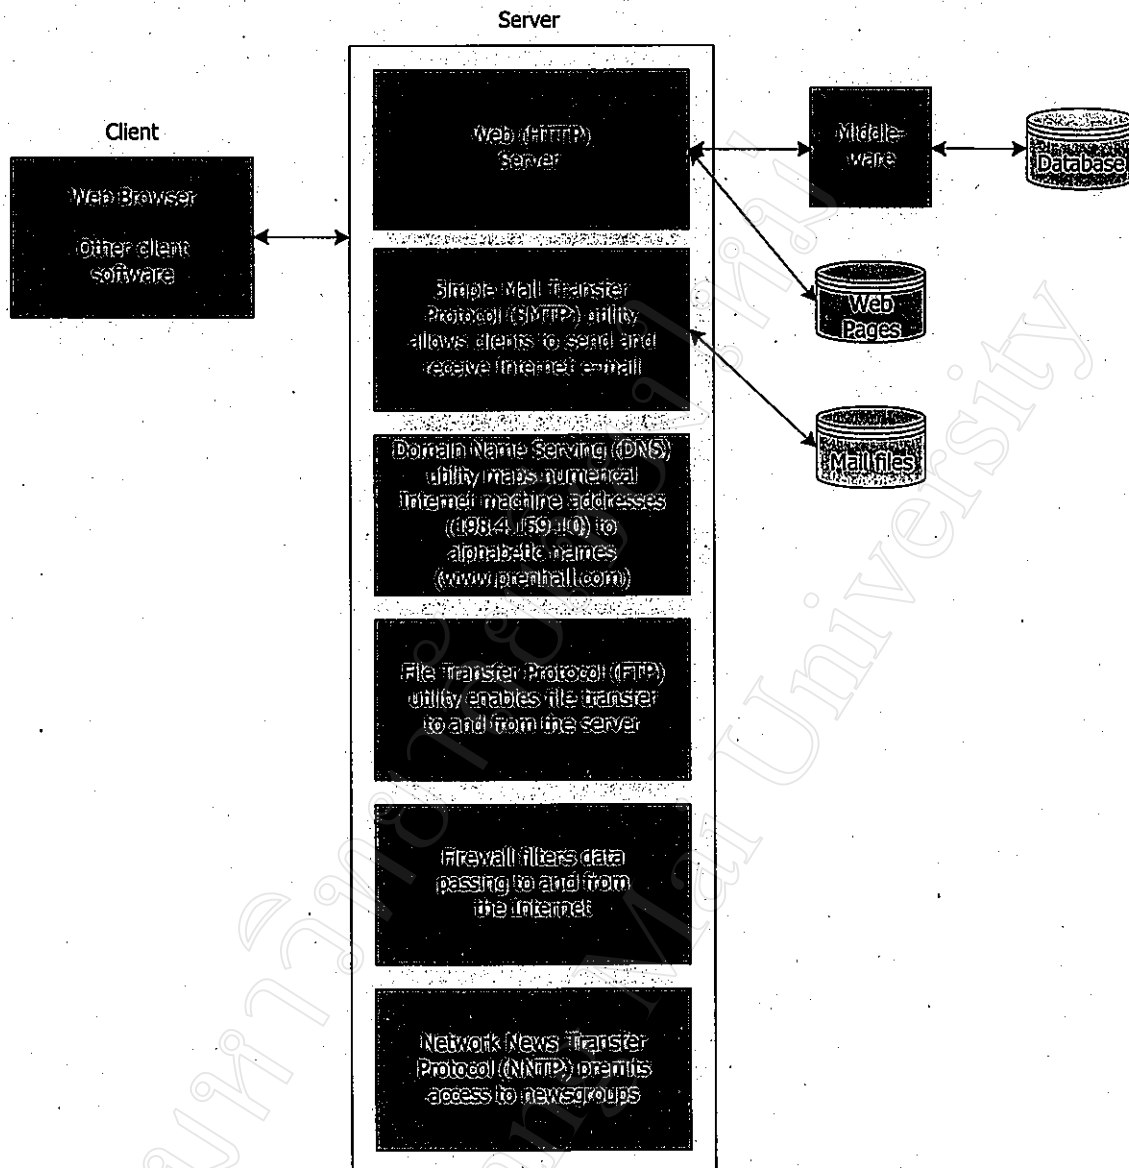 Server
Client
Web Browser
Other client
software
Web (HTTP)
Server
Middle-
ware
Database
Web
Pages
Mail files
Simple Mail Transfer
Protocol (SMTP) utility
allows clients to send and
receive Internet e-mail
Domain Name Serving (DNS)
utility maps numerical
Internet machine addresses
(198.4.159.10) to
alphabetic names
(www.prenhall.com)
File Transfer Protocol (FTP)
utility enables file transfer
to and from the server
Firewall filters data
passing to and from
the Internet
Network News Transfer
Protocol (NNTP) premits
access to newsgroups
Mai University